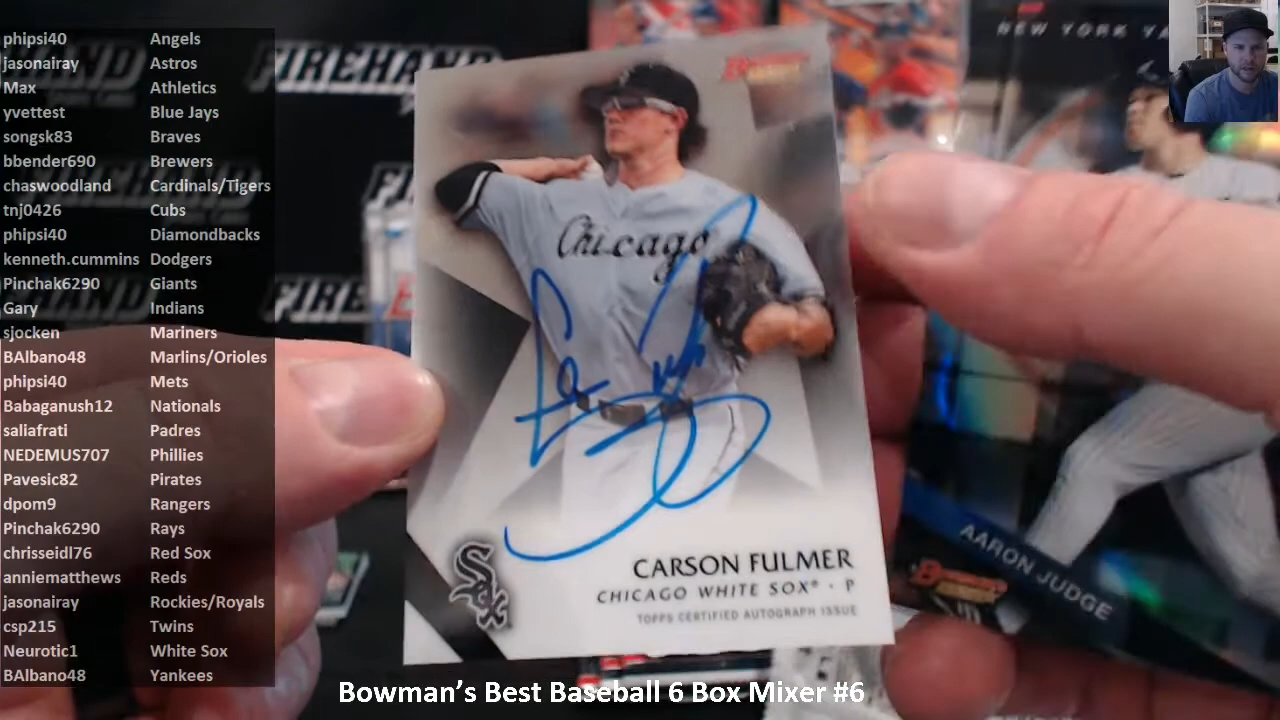 phipsi40 Angels
jasonairay Astros
Max Athletics
yvettest Blue Jays
songsk83 Braves
bbender690 Brewers
chaswoodland Cardinals/Tigers
tnj0426 Cubs
phipsi40 Diamondbacks
kenneth.cummins Dodgers
Pinchak6290 Giants
Gary Indians
sjocken Mariners
BAlbano48 Marlins/Orioles
phipsi40 Mets
Babaganush12 Nationals
saliafrati Padres
NEDEMUS707 Phillies
Pavesic82 Pirates
dpom9 Rangers
Pinchak6290 Rays
chrisseidl76 Red Sox
anniematthews Reds
jasonairay Rockies/Royals
csp215 Twins
Neurotic1 White Sox
BAlbano48 Yankees
FIREHAND
Bowman's
Chicago
Sox
CARSON FULMER
CHICAGO WHITE SOX® · P
TOPPS CERTIFIED AUTOGRAPH ISSUE
NEW YORK YA
AARON JUDGE
Bowman's
Bowman's Best Baseball 6 Box Mixer #6